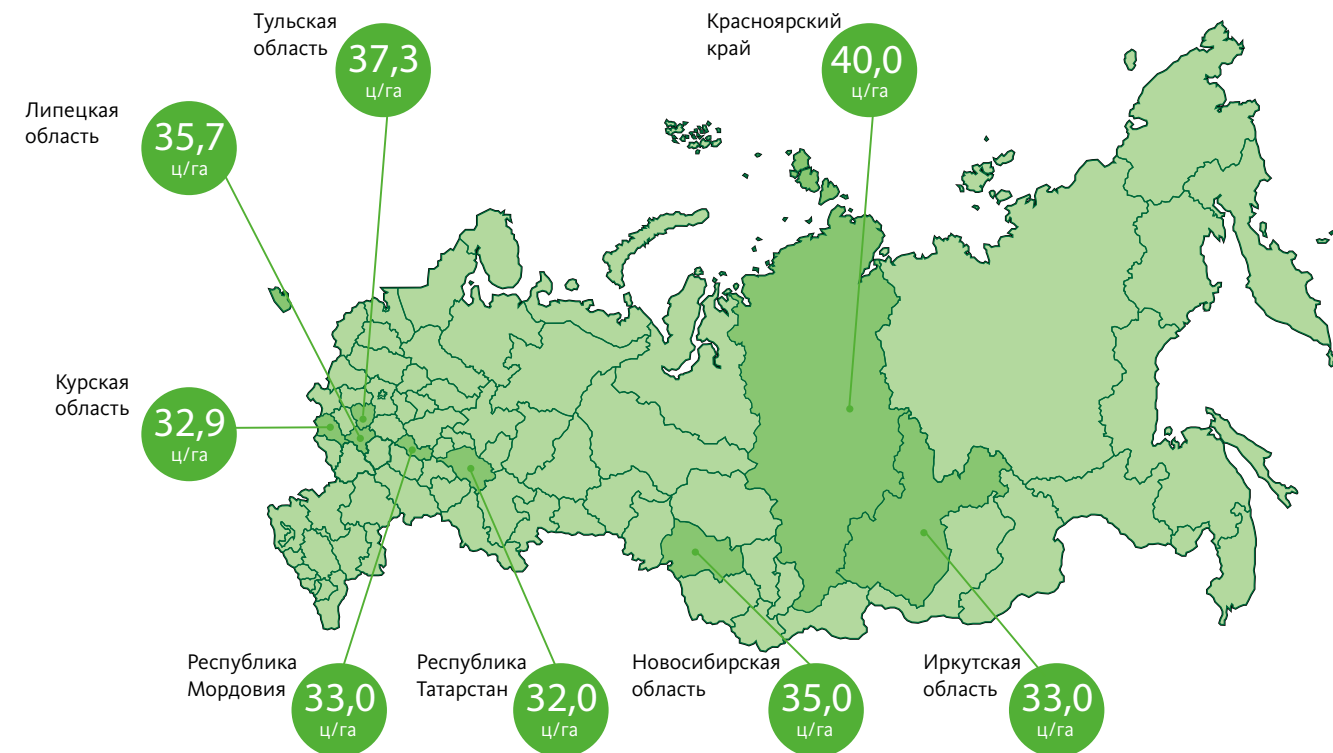 Тульская
область
37,3
ц/га
Красноярский
край
40,0
ц/га
Липецкая
область
35,7
ц/га
Курская
область
32,9
ц/га
Республика
Мордовия
33,0
ц/га
Республика
Татарстан
32,0
ц/га
Новосибирская
область
35,0
ц/га
Иркутская
область
33,0
ц/га